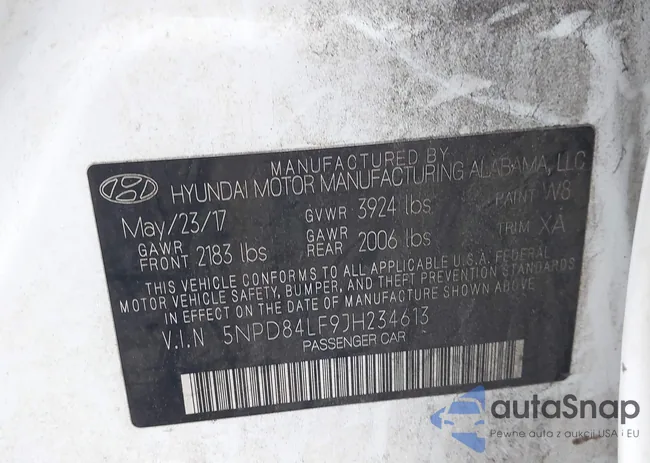 MANUFACTURED BY
HYUNDAI MOTOR MANUFACTURING ALABAMA, LLC
May/23/17 GVWR 3924 lbs PAINT W8
GAWR FRONT 2183 lbs GAWR REAR 2006 lbs TRIM XA
THIS VEHICLE CONFORMS TO ALL APPLICABLE U.S.A. FEDERAL
MOTOR VEHICLE SAFETY, BUMPER, AND THEFT PREVENTION STANDARDS
IN EFFECT ON THE DATE OF MANUFACTURE SHOWN ABOVE.
V.I.N 5NPD84LF9JH234613
PASSENGER CAR
autaSnap
Pewne auta z aukcji USA i EU